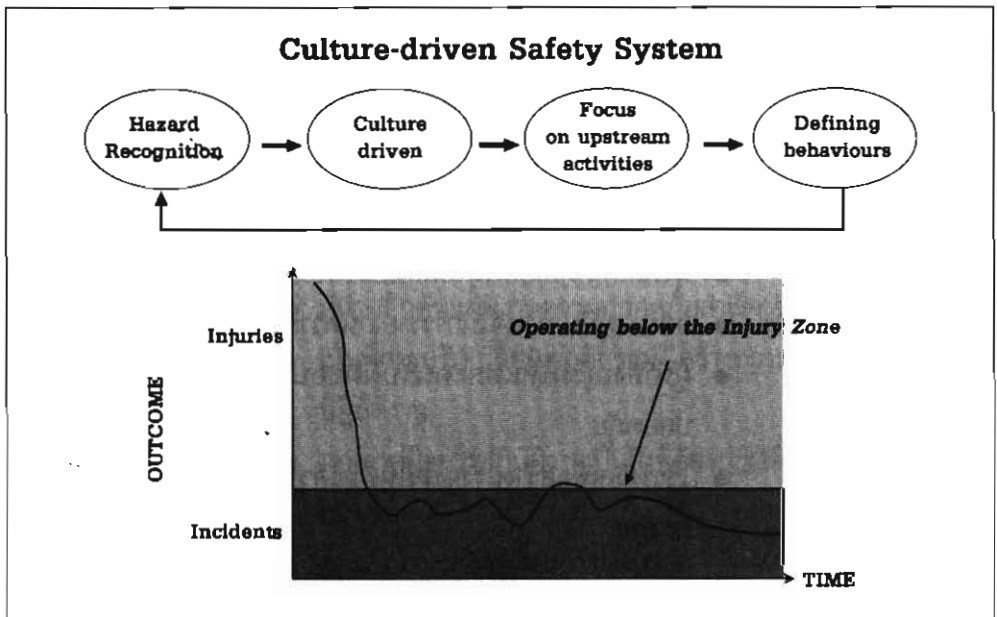 Culture-driven Safety System
Hazard
Recognition
Culture
driven
Focus
on upstream
activities
Defining
behaviours
Injuries
Operating below the Injury Zone
OUTCOME
Incidents
TIME